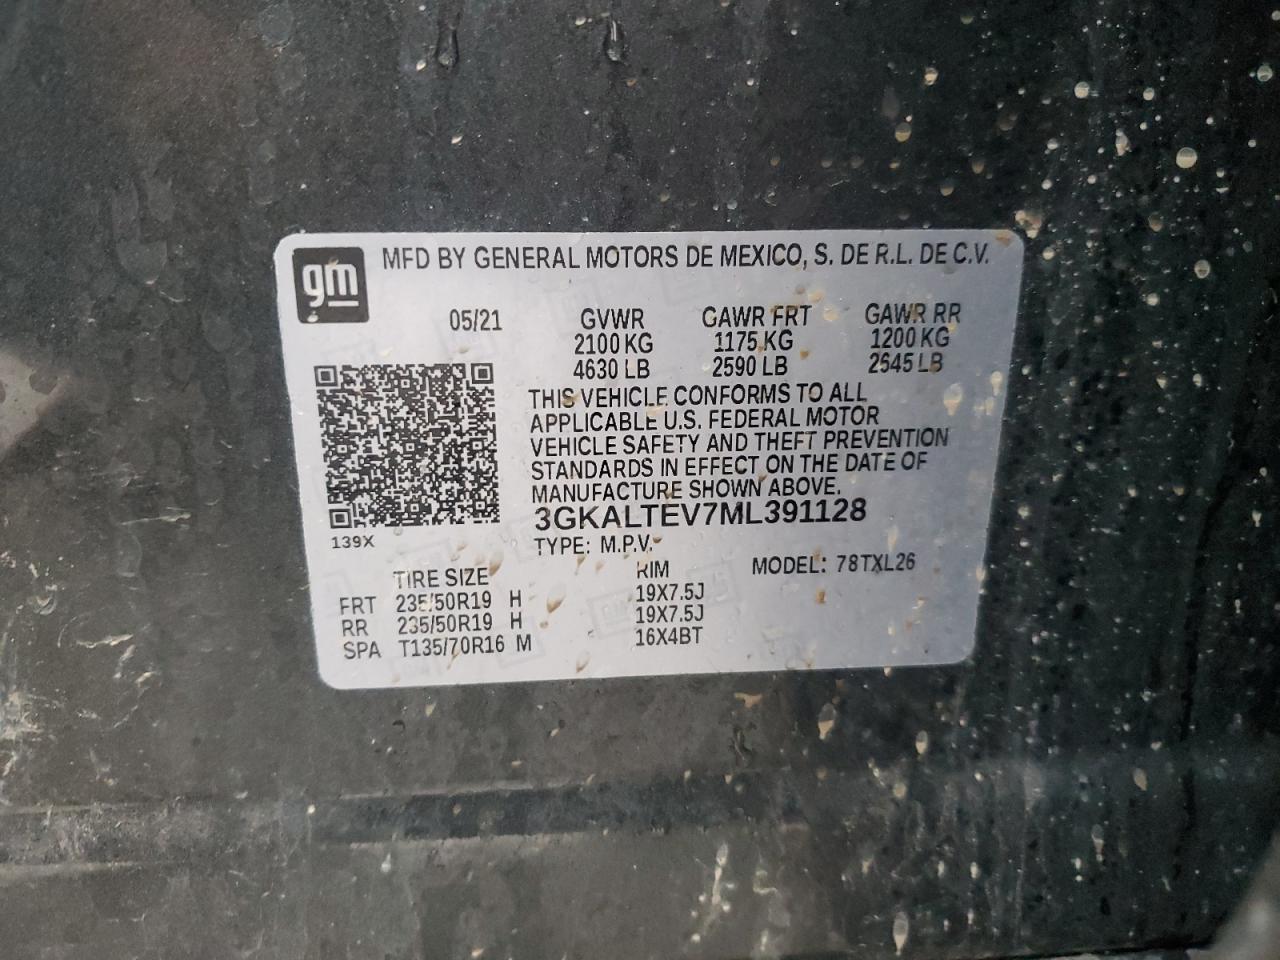 gm
MFD BY GENERAL MOTORS DE MEXICO, S. DE R.L. DE C.V.
05/21 GVWR GAWR FRT GAWR RR
2100 KG 1175 KG 1200 KG
4630 LB 2590 LB 2645 LB
THIS VEHICLE CONFORMS TO ALL
APPLICABLE U.S. FEDERAL MOTOR
VEHICLE SAFETY AND THEFT PREVENTION
STANDARDS IN EFFECT ON THE DATE OF
MANUFACTURE SHOWN ABOVE.
3GKALTEV7ML391128
139X
TYPE: M.P.V.
MODEL: 78TXL26
TIRE SIZE RIM
FRT 235/50R19 H 19X7.5J
RR 235/50R19 H 19X7.5J
SPA T135/70R16 M 16X4BT